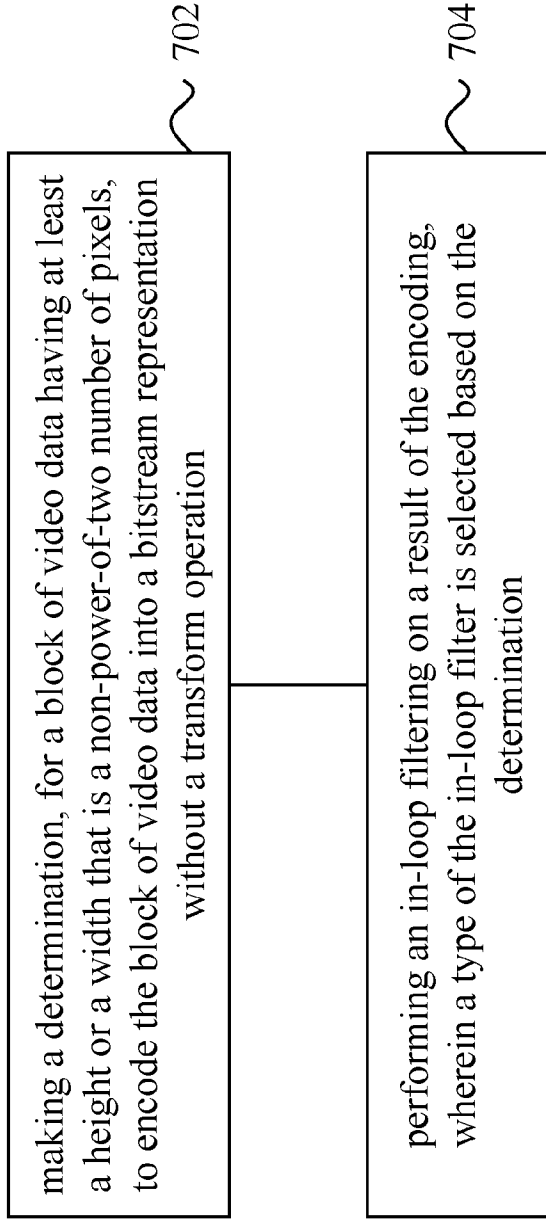 making a determination, for a block of video data having at least
a height or a width that is a non-power-of-two number of pixels,
to encode the block of video data into a bitstream representation
without a transform operation
702
performing an in-loop filtering on a result of the encoding,
wherein a type of the in-loop filter is selected based on the
determination
704